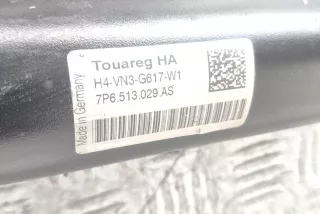 Touareg HA
H4-VN3-G617-W1
7P6.513.029 AS
Made in Germany